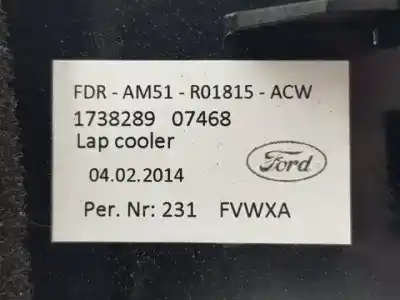 FDR - AM51 - R01815 - ACW
1738289 07468
Lap cooler
Ford
04.02.2014
Per. Nr: 231 FVWXA